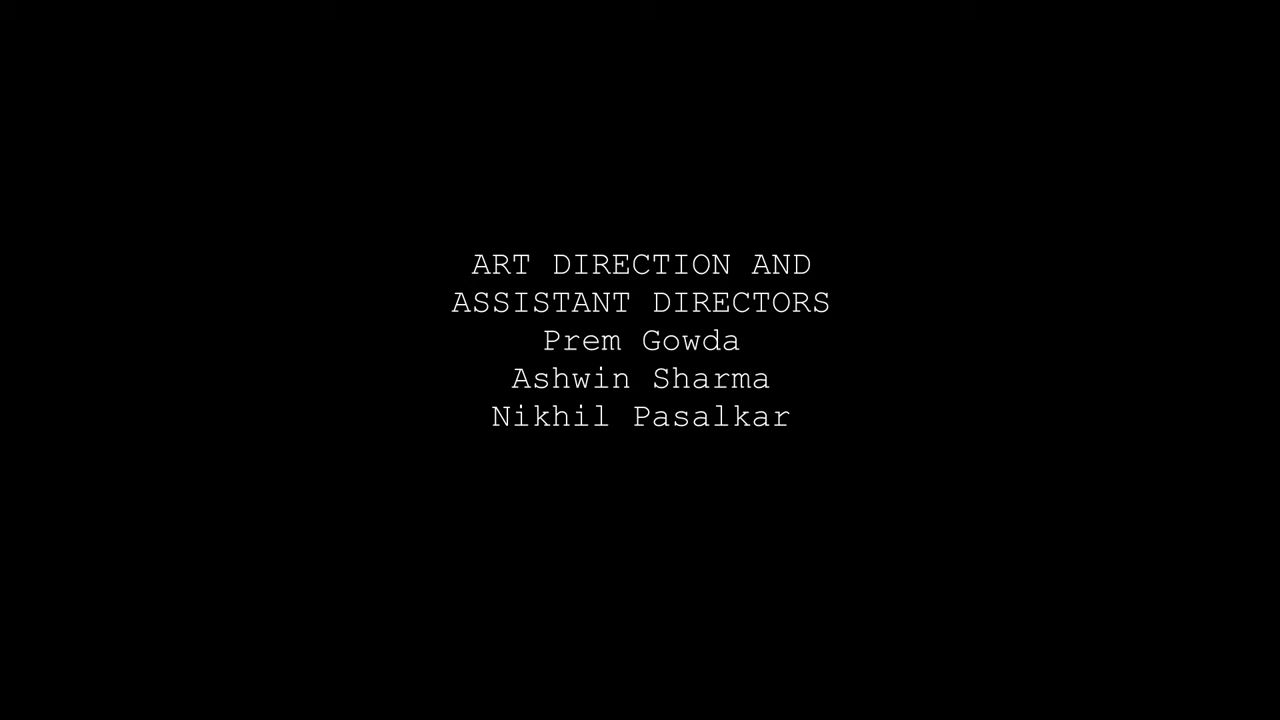 ART DIRECTION AND
ASSISTANT DIRECTORS
Prem Gowda
Ashwin Sharma
Nikhil Pasalkar